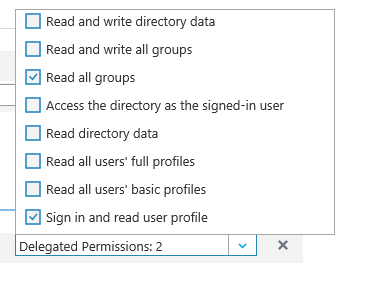 Read and write directory data
Read and write all groups
Read all groups
Access the directory as the signed-in user
Read directory data
Read all users' full profiles
Read all users' basic profiles
Sign in and read user profile
Delegated Permissions: 2